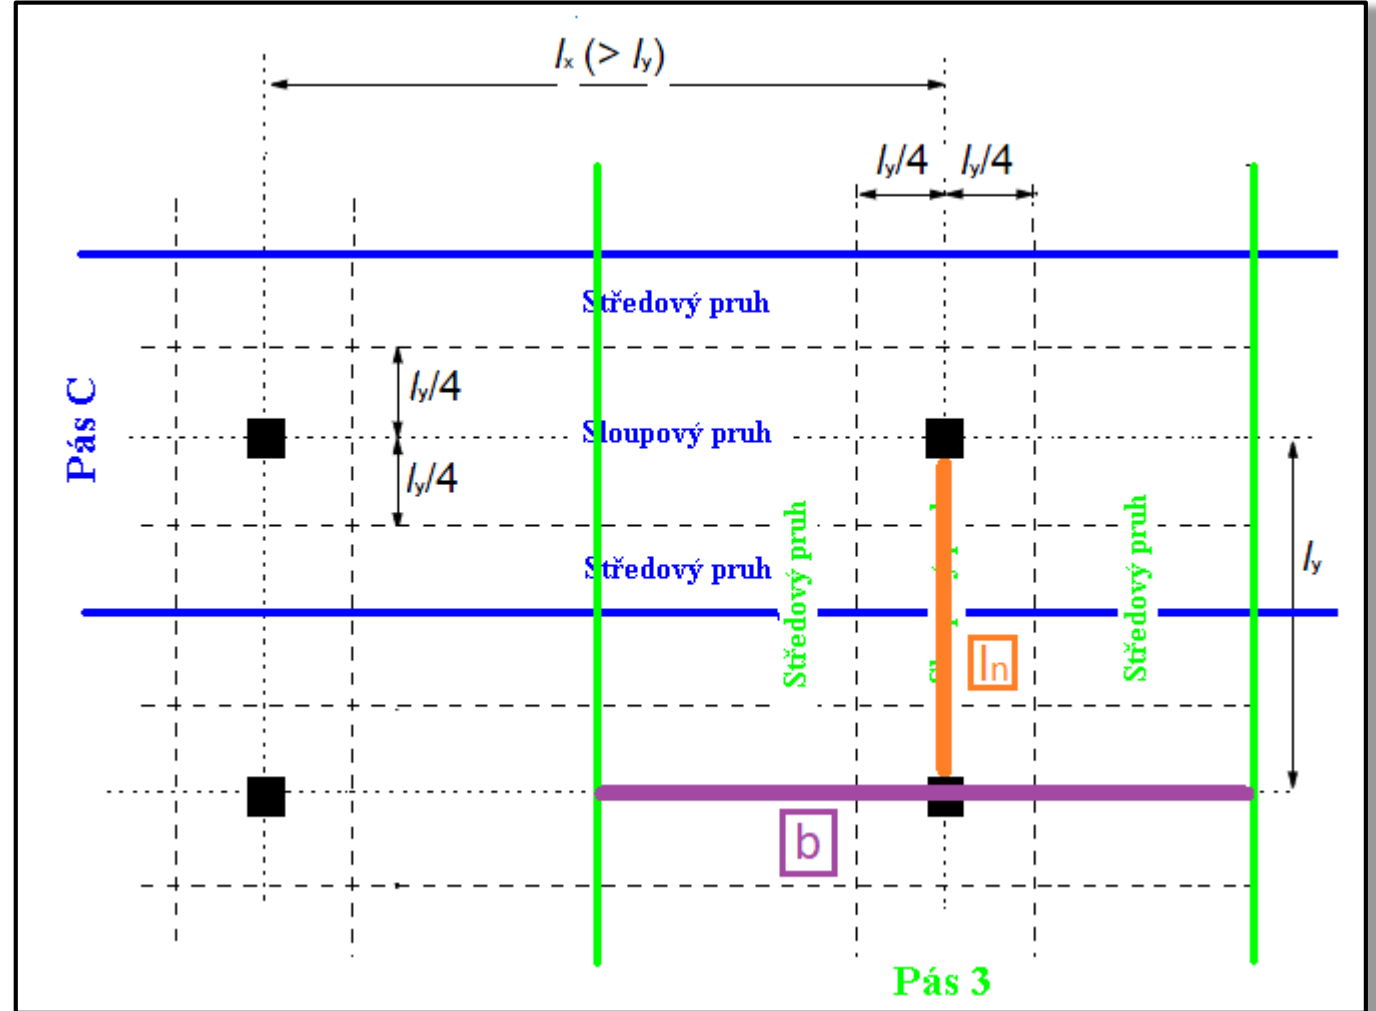 lx (> ly)
ly/4
ly/4
Středový pruh
ly/4
Pás C
Sloupový pruh
ly/4
Středový pruh
Středový pruh
Středový pruh
ly
ln
b
Pás 3